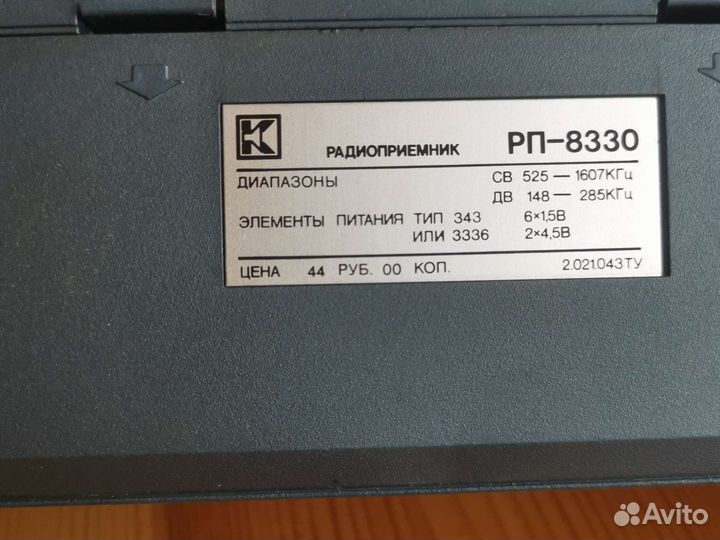 К
РАДИОПРИЕМНИК РП-8330
ДИАПАЗОНЫ СВ 525 — 1607КГц
ДВ 148 — 285КГц
ЭЛЕМЕНТЫ ПИТАНИЯ ТИП 343 6×1,5В
ИЛИ 3336 2×4,5В
ЦЕНА 44 РУБ. 00 КОП. 2.021.043ТУ
Avito